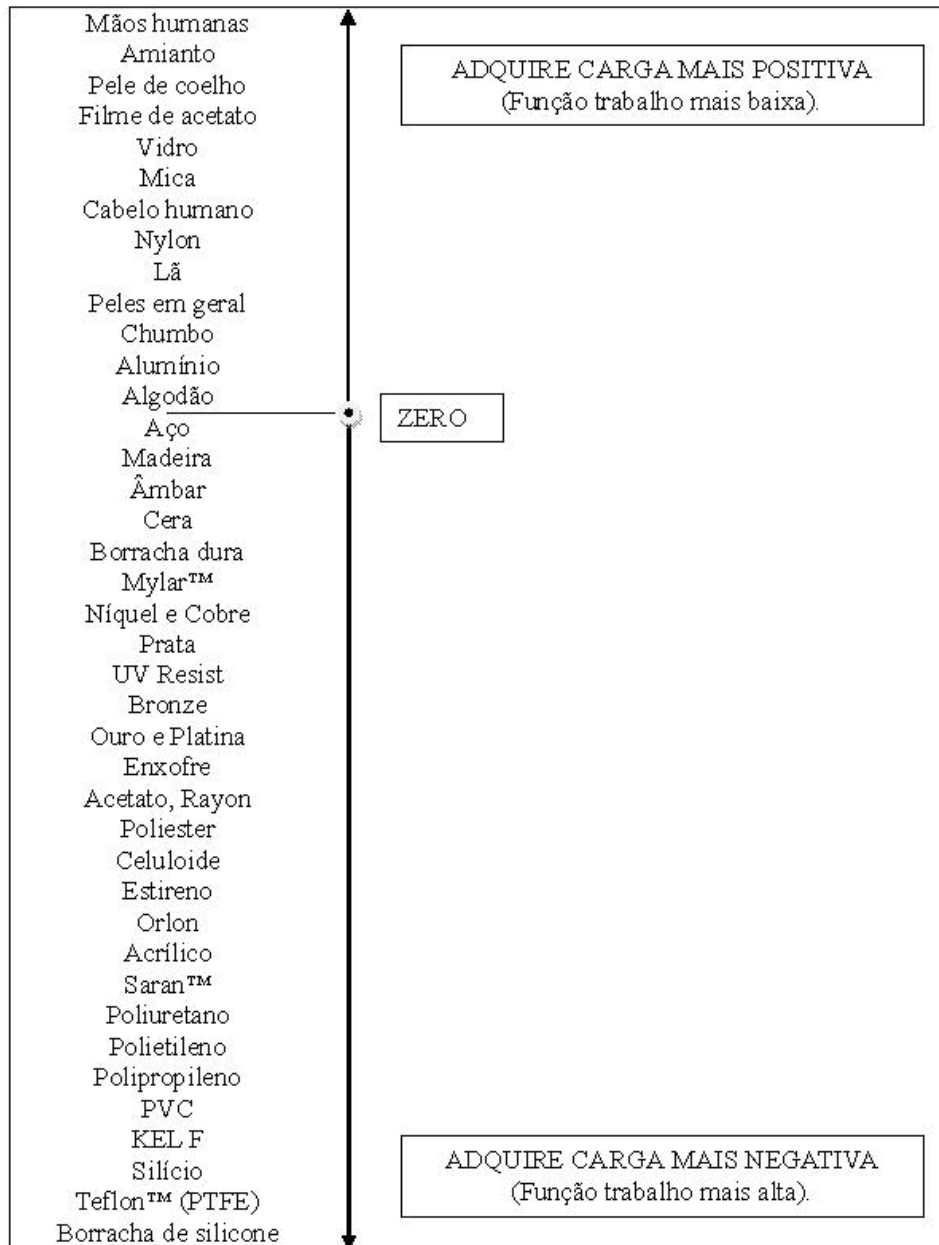 Mãos humanas
Amianto
Pele de coelho
Filme de acetato
Vidro
Mica
Cabelo humano
Nylon
Lã
Peles em geral
Chumbo
Alumínio
Algodão
Aço
Madeira
Âmbar
Cera
Borracha dura
Mylar™
Níquel e Cobre
Prata
UV Resist
Bronze
Ouro e Platina
Enxofre
Acetato, Rayon
Poliester
Celuloide
Estireno
Orlon
Acrílico
Saran™
Poliuretano
Polietileno
Polipropileno
PVC
KEL F
Silício
Teflon™ (PTFE)
Borracha de silicone
ADQUIRE CARGA MAIS POSITIVA
(Função trabalho mais baixa).
ZERO
ADQUIRE CARGA MAIS NEGATIVA
(Função trabalho mais alta).